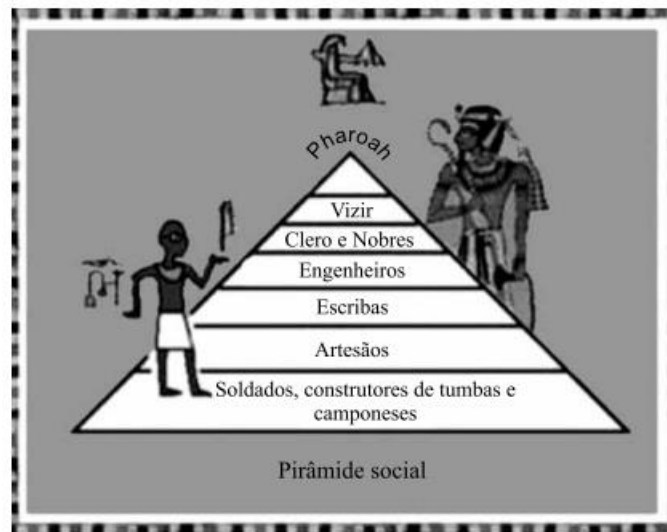 Pharoah
Vizir
Clero e Nobres
Engenheiros
Escribas
Artesãos
Soldados, construtores de tumbas e
camponeses
Pirâmide social